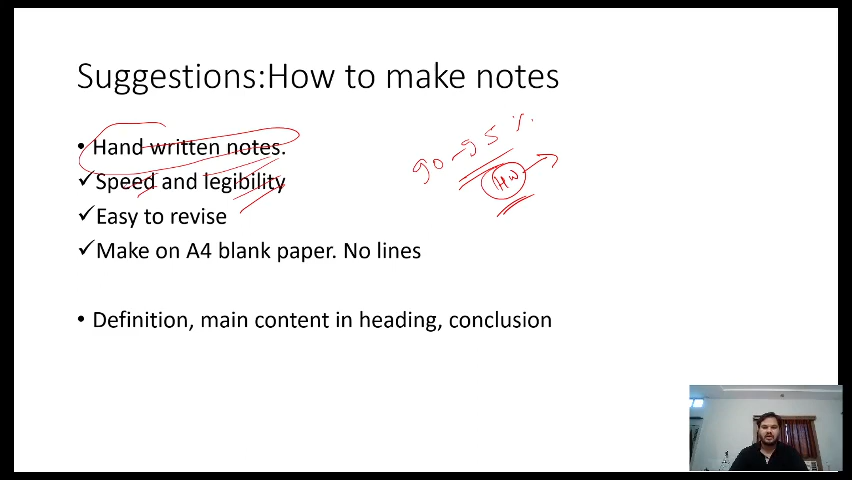 Suggestions:How to make notes
• Hand written notes.
✓Speed and legibility
✓Easy to revise
✓Make on A4 blank paper. No lines
• Definition, main content in heading, conclusion
90-95 %.
HW